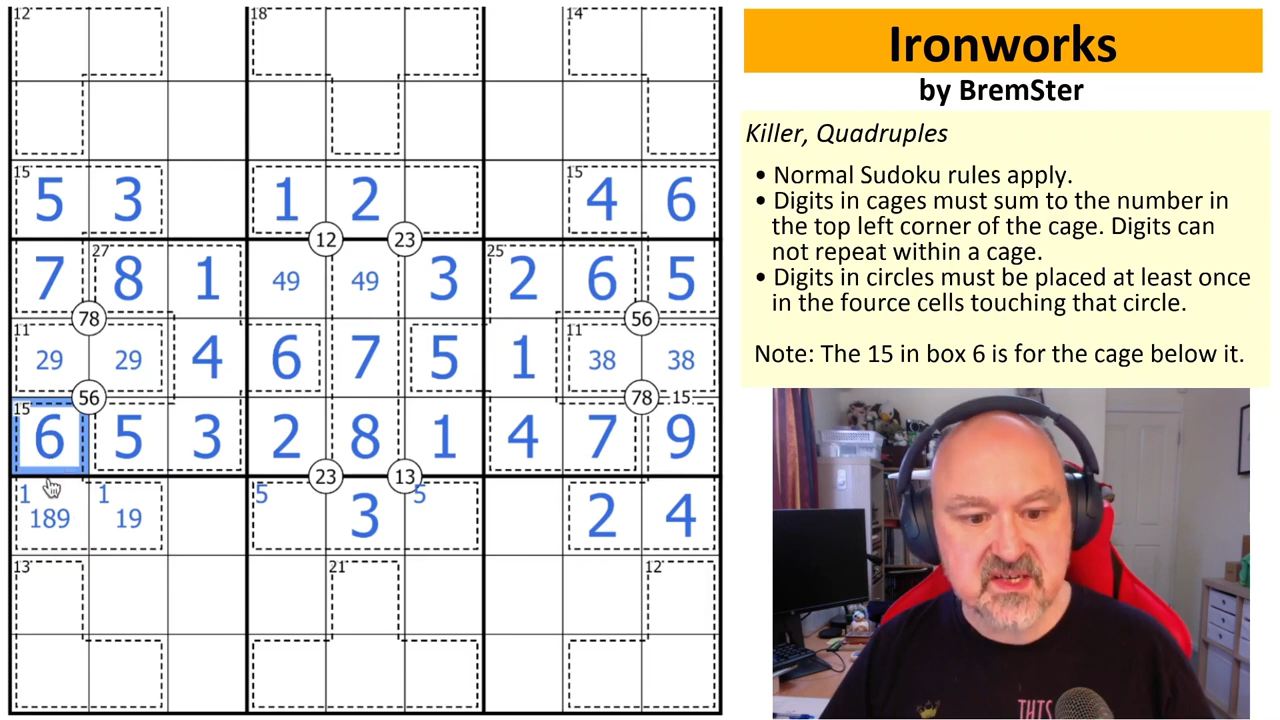 12 18 14
Ironworks
by BremSter
Killer, Quadruples
• Normal Sudoku rules apply.
• Digits in cages must sum to the number in
the top left corner of the cage. Digits can
not repeat within a cage.
• Digits in circles must be placed at least once
in the fource cells touching that circle.
Note: The 15 in box 6 is for the cage below it.
15 15
5 3 1 2 4 6
12 23
27 25
7 8 1 49 49 3 2 6 5
78 56
11 11
29 29 4 6 7 5 1 38 38
56 78 15
15
6 5 3 2 8 1 4 7 9
23 13
1 1 5 5
189 19 3 2 4
13 21 12
THIS